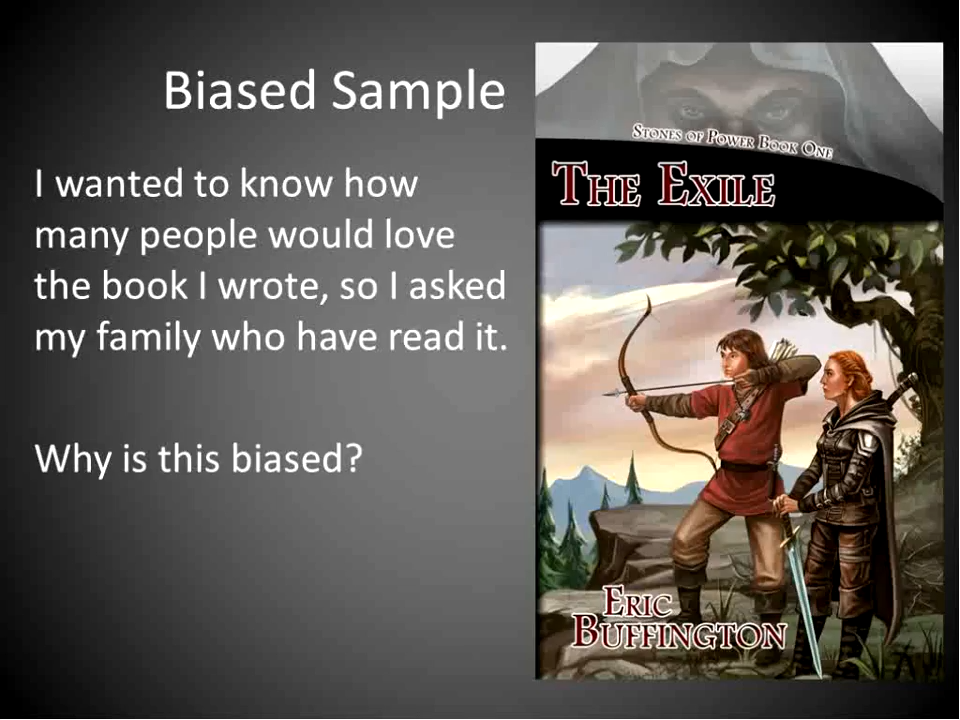 Biased Sample
I wanted to know how
many people would love
the book I wrote, so I asked
my family who have read it.
Why is this biased?
Stones of Power Book One
The Exile
Eric
Buffington